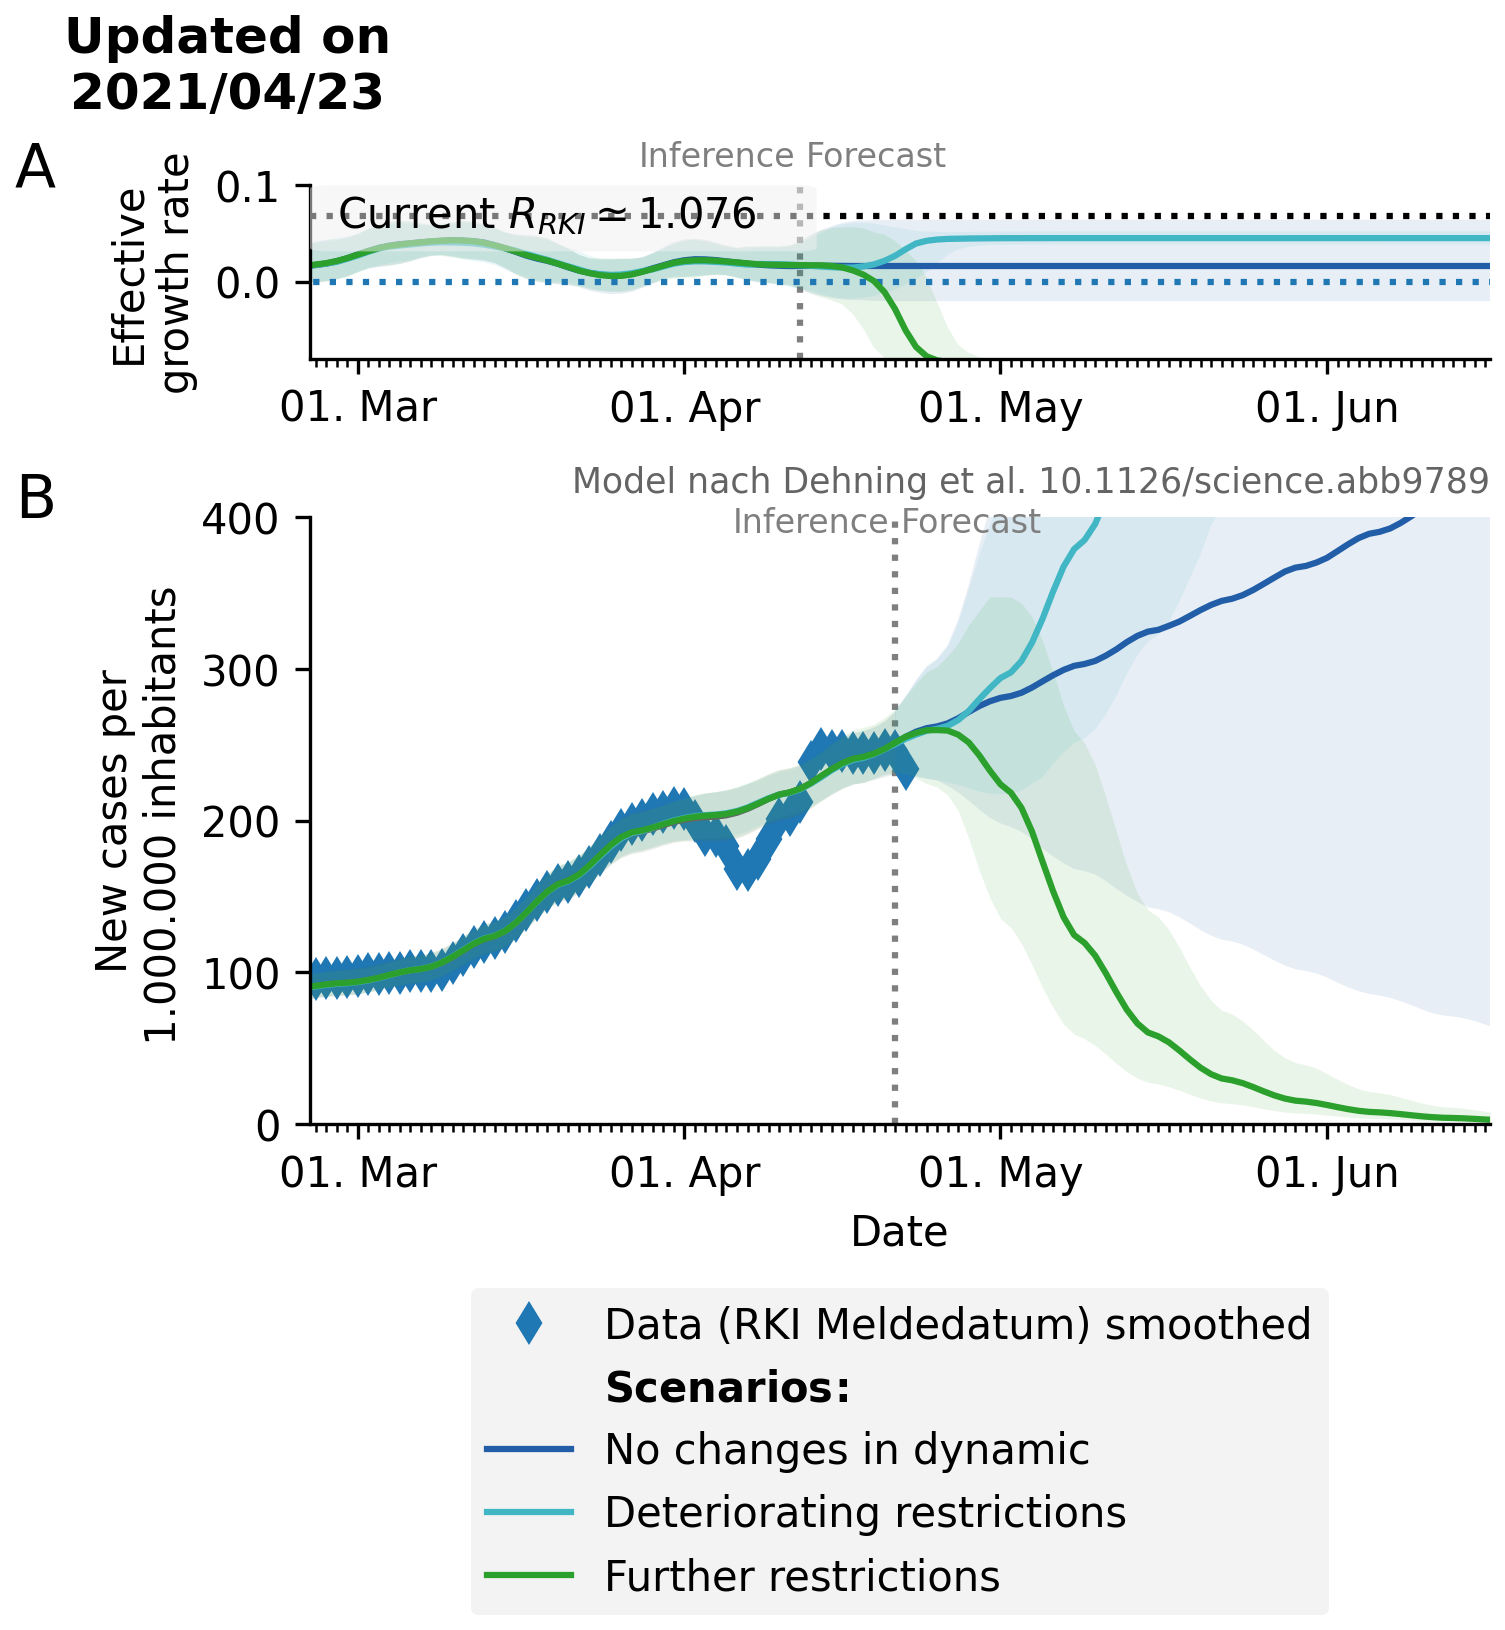 Updated on
2021/04/23
A
Inference Forecast
Effective
growth rate
0.1
0.0
Current R_RKI ≃ 1.076
01. Mar 01. Apr 01. May 01. Jun
B
Model nach Dehning et al. 10.1126/science.abb9789
Inference Forecast
New cases per
1.000.000 inhabitants
400
300
200
100
0
01. Mar 01. Apr 01. May 01. Jun
Date
Data (RKI Meldedatum) smoothed
Scenarios:
No changes in dynamic
Deteriorating restrictions
Further restrictions